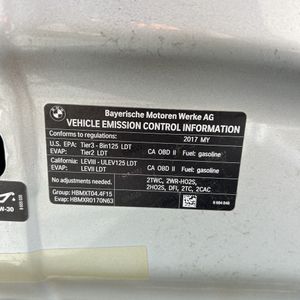 Bayerische Motoren Werke AG
VEHICLE EMISSION CONTROL INFORMATION
Conforms to regulations: 2017 MY
U.S. EPA: Tier3 - Bin125 LDT
EVAP: Tier2 LDT CA OBD II Fuel: gasoline
California: LEVIII - ULEV125 LDT
EVAP: LEVII LDT CA OBD II Fuel: gasoline
No adjustments needed. 2TWC, 2WR-HO2S,
2HO2S, DFI, 2TC, 2CAC
Group: HBMXT04.4F15
Evap: HBMXR0170N63
W-30